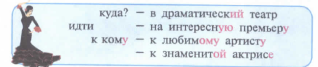 куда? – в драматический театр
идти – на интересную премьеру
к кому – к любимому артисту
– к знаменитой актрисе